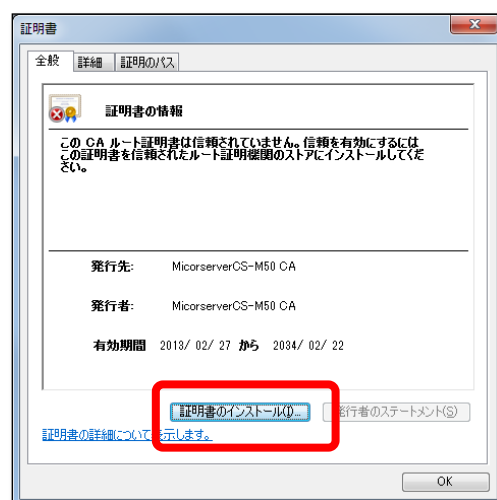 証明書
全般 詳細 証明のパス
証明書の情報
この CA ルート証明書は信頼されていません。信頼を有効にするには
この証明書を信頼されたルート証明機関のストアにインストールしてくだ
さい。
発行先: MicorserverCS-M50 CA
発行者: MicorserverCS-M50 CA
有効期間 2013/ 02/ 27 から 2034/ 02/ 22
証明書のインストール(I)... 発行者のステートメント(S)
証明書の詳細について表示します。
OK